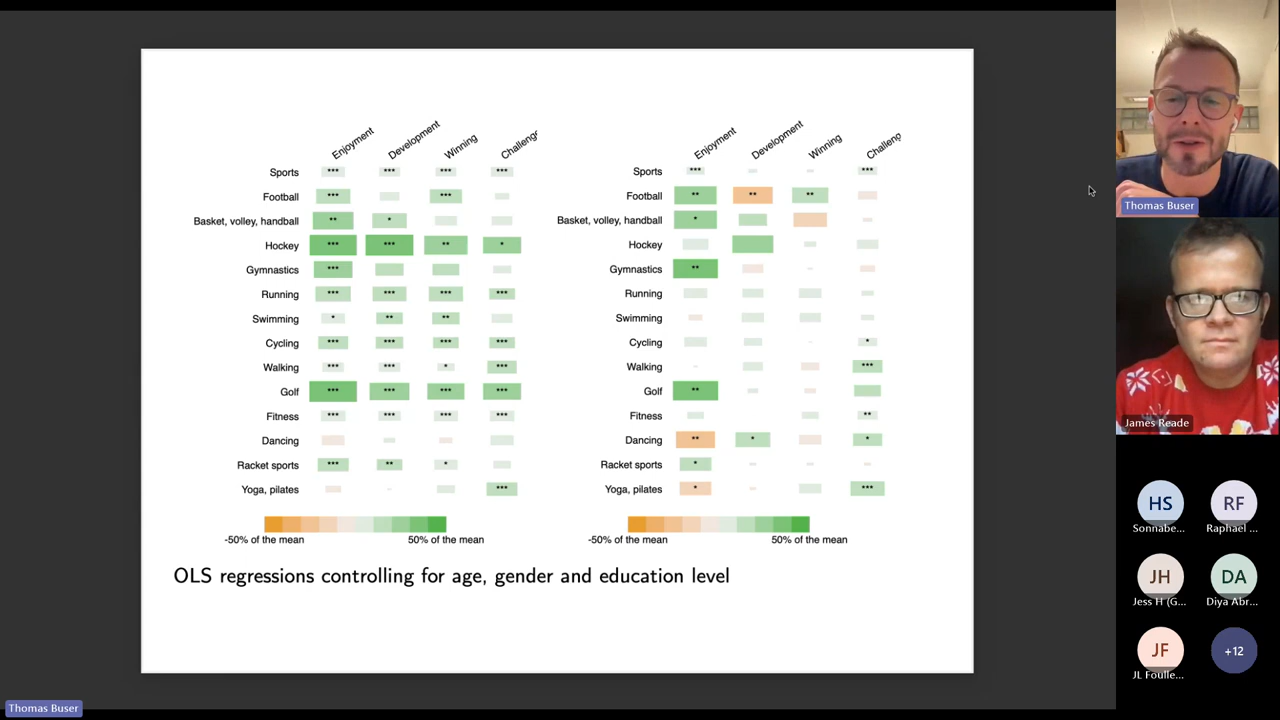 Enjoyment Development Winning Challenge
Sports *** *** *** ***
Football *** ***
Basket, volley, handball ** *
Hockey *** *** ** *
Gymnastics ***
Running *** *** *** ***
Swimming * ** **
Cycling *** *** *** ***
Walking *** *** * ***
Golf *** *** *** ***
Fitness *** *** *** ***
Dancing
Racket sports *** ** *
Yoga, pilates ***
-50% of the mean 50% of the mean
Enjoyment Development Winning Challeng
Sports *** ***
Football ** ** **
Basket, volley, handball *
Hockey
Gymnastics **
Running
Swimming
Cycling *
Walking ***
Golf **
Fitness **
Dancing ** * *
Racket sports *
Yoga, pilates * ***
-50% of the mean 50% of the mean
OLS regressions controlling for age, gender and education level
Thomas Buser
James Reade
HS RF
Sonnabe... Raphael ...
JH DA
Jess H (G... Diya Abr...
JF +12
JL Foulle...
Thomas Buser